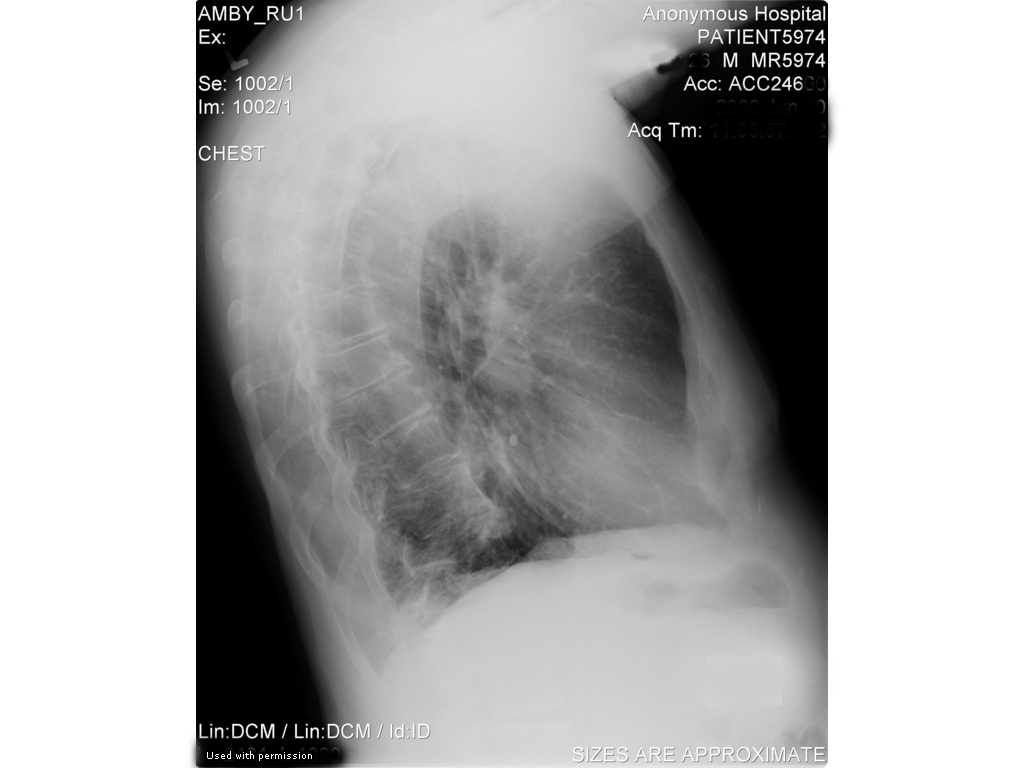 AMBY_RU1
Ex:
Se: 1002/1
Im: 1002/1
CHEST
Anonymous Hospital
PATIENT5974
M MR5974
Acc: ACC246
Acq Tm:
Lin:DCM / Lin:DCM / Id:ID
Used with permission
SIZES ARE APPROXIMATE